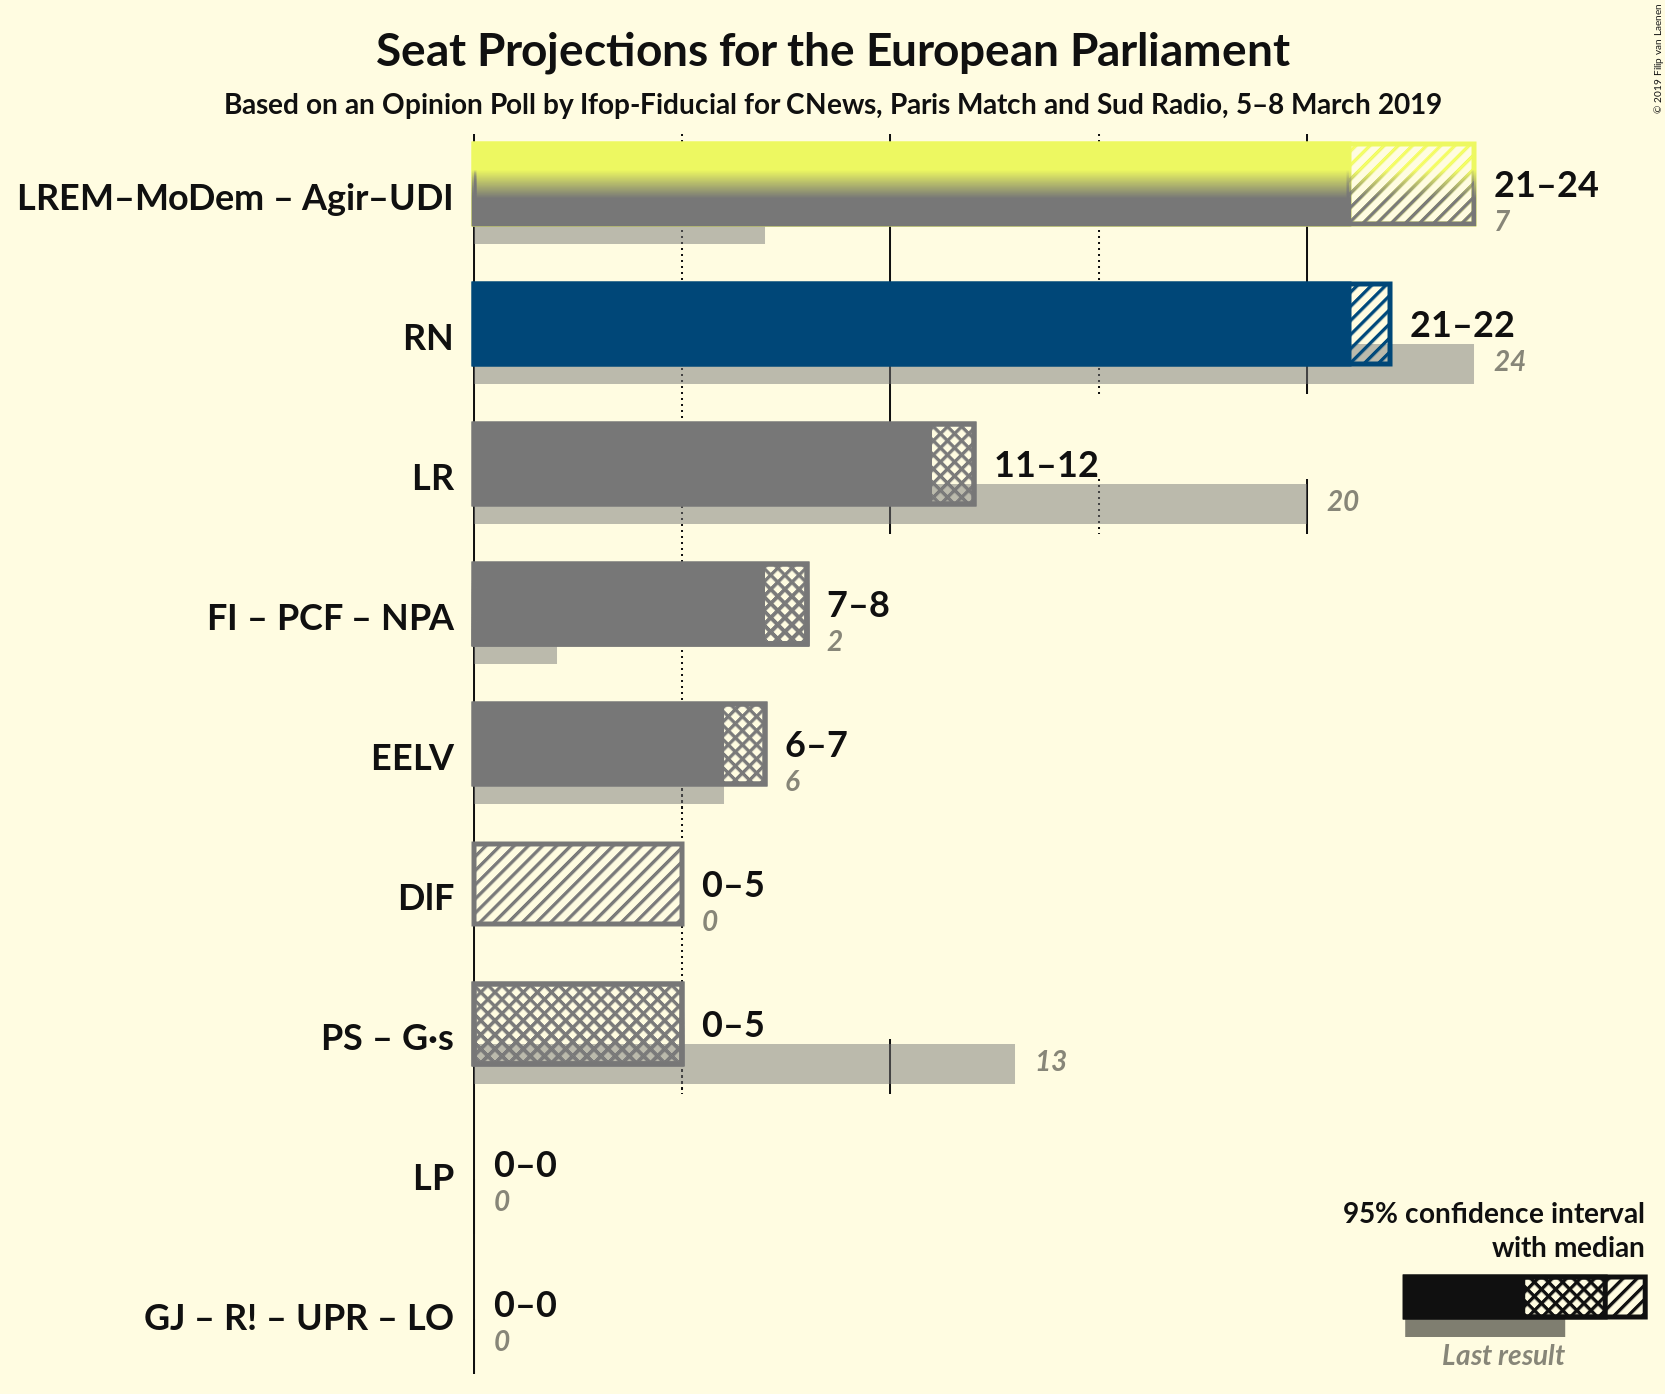 Seat Projections for the European Parliament
Based on an Opinion Poll by Ifop-Fiducial for CNews, Paris Match and Sud Radio, 5–8 March 2019
© 2019 Filip van Laenen
LREM–MoDem – Agir–UDI
21–24
7
RN
21–22
24
LR
11–12
20
FI – PCF – NPA
7–8
2
EELV
6–7
6
DlF
0–5
0
PS – G·s
0–5
13
LP
0–0
0
GJ – R! – UPR – LO
0–0
0
95% confidence interval
with median
Last result